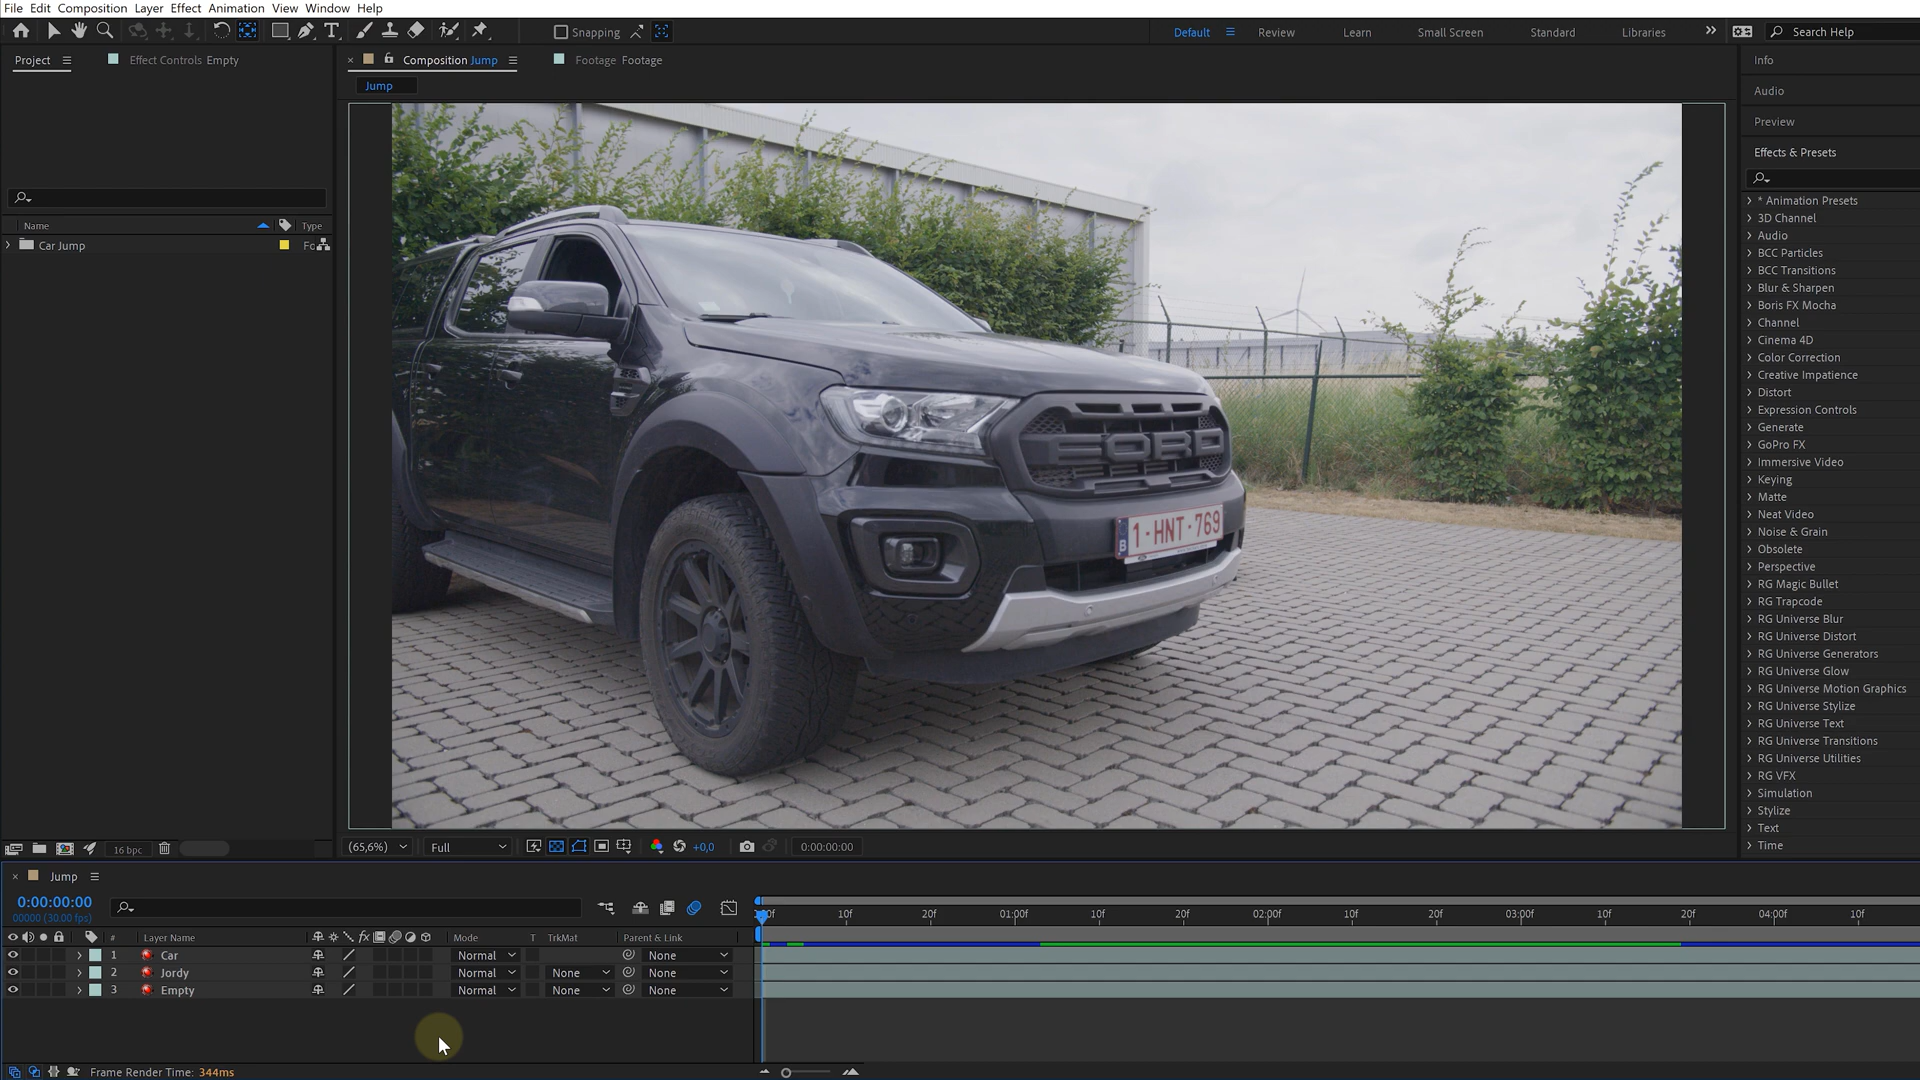 File Edit Composition Layer Effect Animation View Window Help
Snapping
Default Review Learn Small Screen Standard Libraries Search Help
Project Effect Controls Empty
Composition Jump Footage Footage
Jump
Info
Audio
Preview
Effects & Presets
Name Type
Car Jump Fc
* Animation Presets
3D Channel
Audio
BCC Particles
BCC Transitions
Blur & Sharpen
Boris FX Mocha
Channel
Cinema 4D
Color Correction
Creative Impatience
Distort
Expression Controls
Generate
GoPro FX
Immersive Video
Keying
Matte
Neat Video
Noise & Grain
Obsolete
Perspective
RG Magic Bullet
RG Trapcode
RG Universe Blur
RG Universe Distort
RG Universe Generators
RG Universe Glow
RG Universe Motion Graphics
RG Universe Stylize
RG Universe Text
RG Universe Transitions
RG Universe Utilities
RG VFX
Simulation
Stylize
Text
Time
FORD
1-HNT-769
B
16 bpc
(65,6%) Full +0,0 0:00:00:00
Jump
0:00:00:00
00000 (30.00 fps)
:00f 10f 20f 01:00f 10f 20f 02:00f 10f 20f 03:00f 10f 20f 04:00f 10f
# Layer Name fx Mode T TrkMat Parent & Link
1 Car Normal None
2 Jordy Normal None None
3 Empty Normal None None
Frame Render Time: 344ms